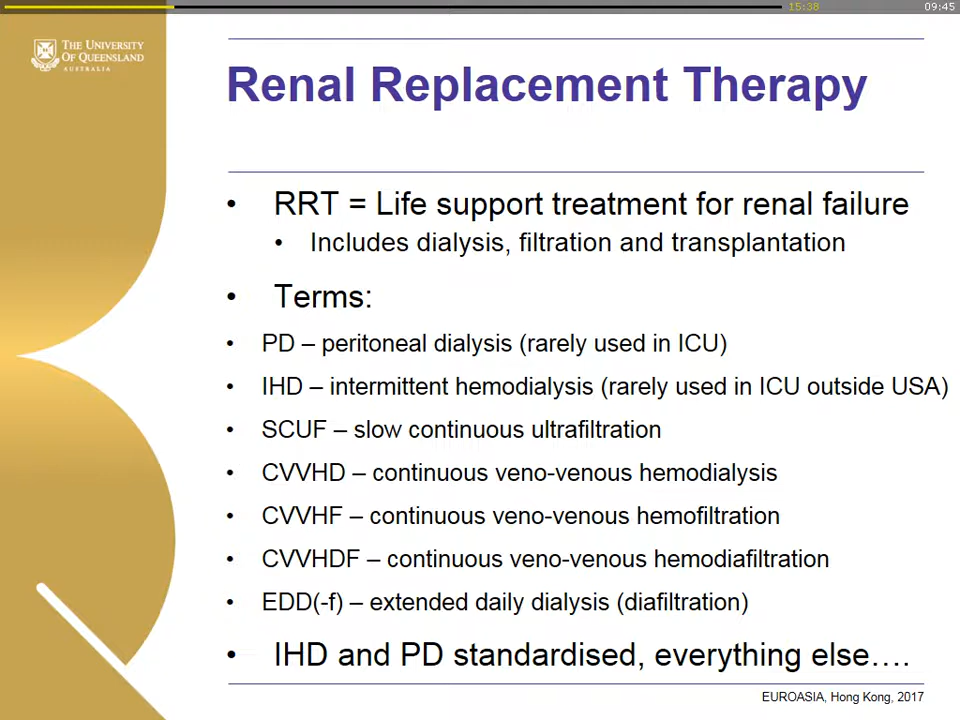 15:38
09:45
THE UNIVERSITY
OF QUEENSLAND
AUSTRALIA
Renal Replacement Therapy
• RRT = Life support treatment for renal failure
• Includes dialysis, filtration and transplantation
• Terms:
• PD – peritoneal dialysis (rarely used in ICU)
• IHD – intermittent hemodialysis (rarely used in ICU outside USA)
• SCUF – slow continuous ultrafiltration
• CVVHD – continuous veno-venous hemodialysis
• CVVHF – continuous veno-venous hemofiltration
• CVVHDF – continuous veno-venous hemodiafiltration
• EDD(-f) – extended daily dialysis (diafiltration)
• IHD and PD standardised, everything else….
EUROASIA, Hong Kong, 2017